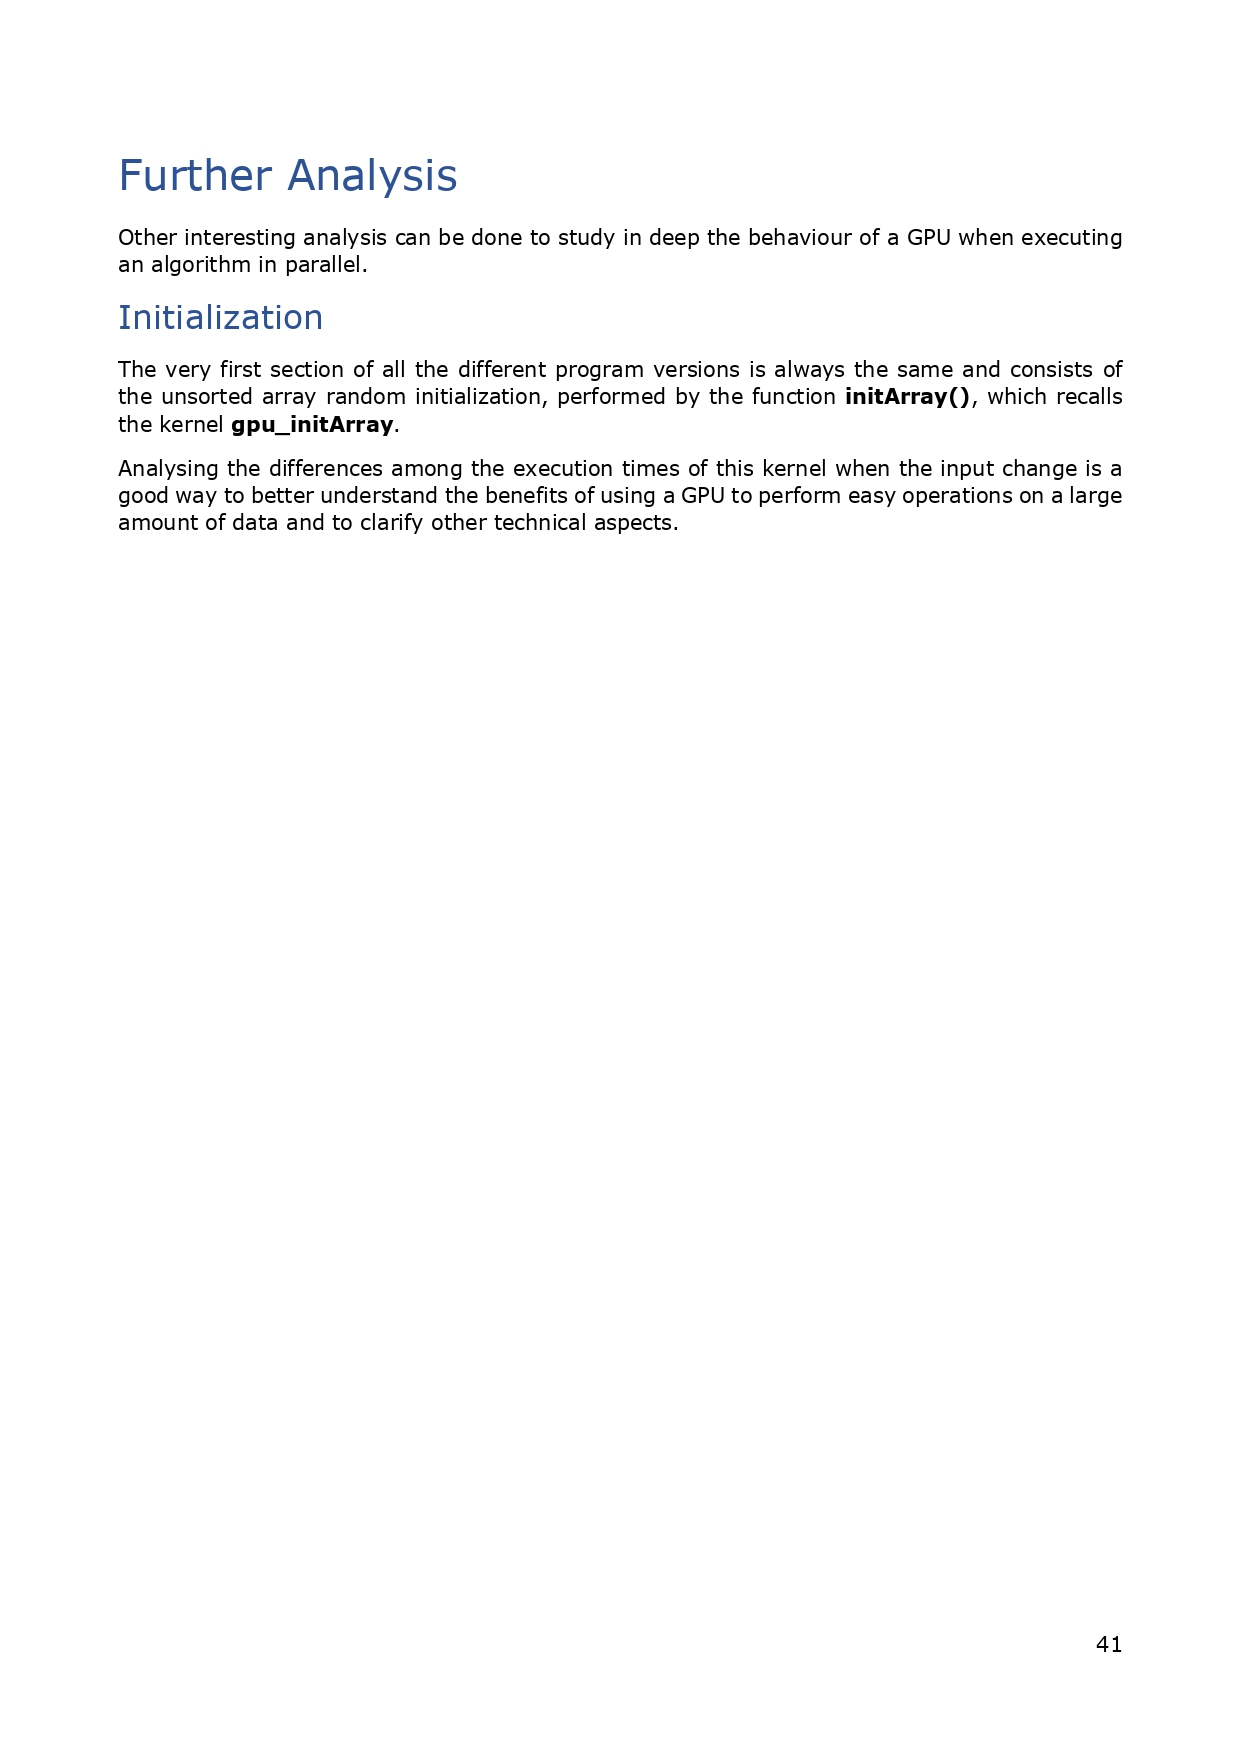 Further Analysis
Other interesting analysis can be done to study in deep the behaviour of a GPU when executing
an algorithm in parallel.
Initialization
The very first section of all the different program versions is always the same and consists of
the unsorted array random initialization, performed by the function initArray(), which recalls
the kernel gpu_initArray.
Analysing the differences among the execution times of this kernel when the input change is a
good way to better understand the benefits of using a GPU to perform easy operations on a large
amount of data and to clarify other technical aspects.
41